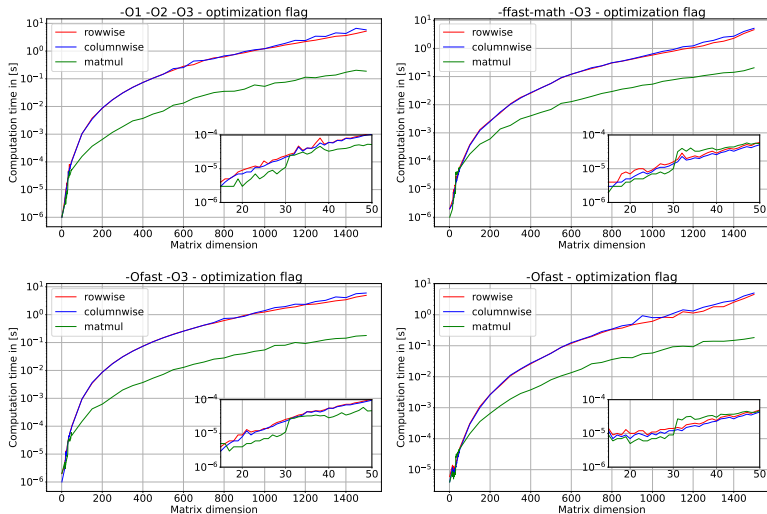 -O1 -O2 -O3 - optimization flag
Computation time in [s]
10^1
10^0
10^-1
10^-2
10^-3
10^-4
10^-5
10^-6
rowwise
columnwise
matmul
10^-4
10^-5
10^-6
20 30 40 50
0 200 400 600 800 1000 1200 1400
Matrix dimension
-ffast-math -O3 - optimization flag
Computation time in [s]
10^1
10^0
10^-1
10^-2
10^-3
10^-4
10^-5
10^-6
rowwise
columnwise
matmul
10^-4
10^-5
10^-6
20 30 40 50
0 200 400 600 800 1000 1200 1400
Matrix dimension
-Ofast -O3 - optimization flag
Computation time in [s]
10^1
10^0
10^-1
10^-2
10^-3
10^-4
10^-5
10^-6
rowwise
columnwise
matmul
10^-4
10^-5
10^-6
20 30 40 50
0 200 400 600 800 1000 1200 1400
Matrix dimension
-Ofast - optimization flag
Computation time in [s]
10^1
10^0
10^-1
10^-2
10^-3
10^-4
10^-5
rowwise
columnwise
matmul
10^-4
10^-5
10^-6
20 30 40 50
0 200 400 600 800 1000 1200 1400
Matrix dimension